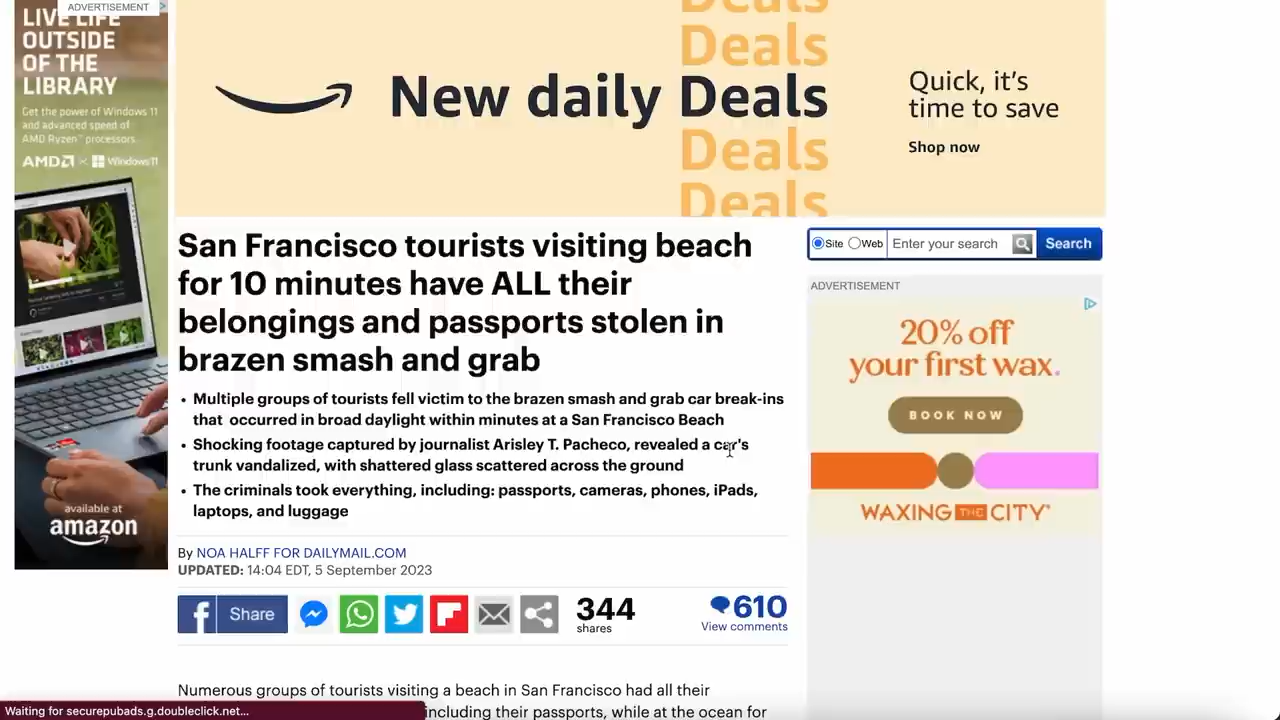 ADVERTISEMENT
LIVE LIFE
OUTSIDE
OF THE
LIBRARY
Get the power of Windows 11
and advanced speed of
AMD Ryzen™ processors.
AMD × Windows11
available at
amazon
Deals
Deals
New daily Deals
Deals
Deals
Quick, it's
time to save
Shop now
San Francisco tourists visiting beach
for 10 minutes have ALL their
belongings and passports stolen in
brazen smash and grab
• Multiple groups of tourists fell victim to the brazen smash and grab car break-ins
that occurred in broad daylight within minutes at a San Francisco Beach
• Shocking footage captured by journalist Arisley T. Pacheco, revealed a car's
trunk vandalized, with shattered glass scattered across the ground
• The criminals took everything, including: passports, cameras, phones, iPads,
laptops, and luggage
By NOA HALFF FOR DAILYMAIL.COM
UPDATED: 14:04 EDT, 5 September 2023
f Share
344
shares
610
View comments
Numerous groups of tourists visiting a beach in San Francisco had all their
including their passports, while at the ocean for
Waiting for securepubads.g.doubleclick.net...
Site Web Enter your search Search
ADVERTISEMENT
20% off
your first wax.
BOOK NOW
WAXING THE CITY